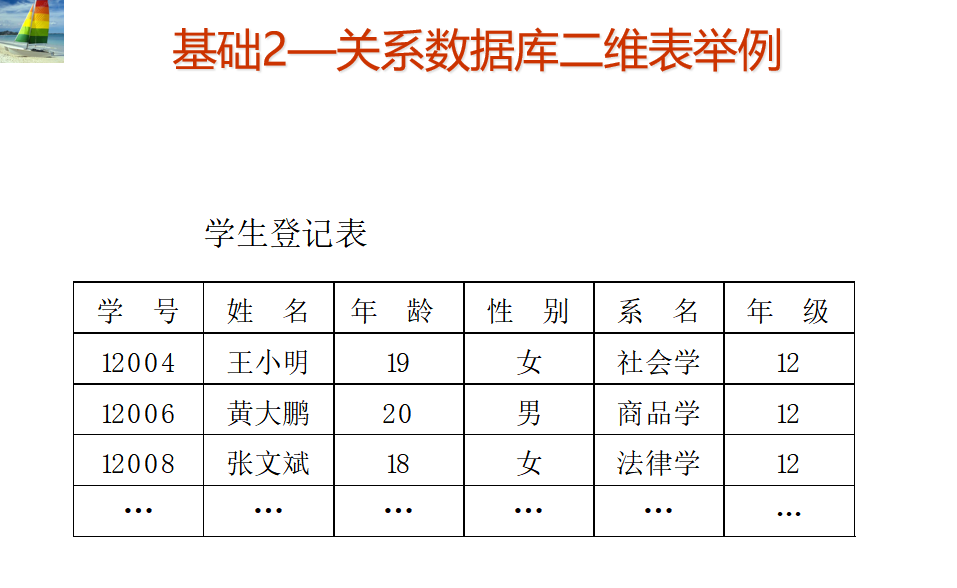 基础2—关系数据库二维表举例
学生登记表
学 号 姓 名 年 龄 性 别 系 名 年 级
12004 王小明 19 女 社会学 12
12006 黄大鹏 20 男 商品学 12
12008 张文斌 18 女 法律学 12
… … … … … …